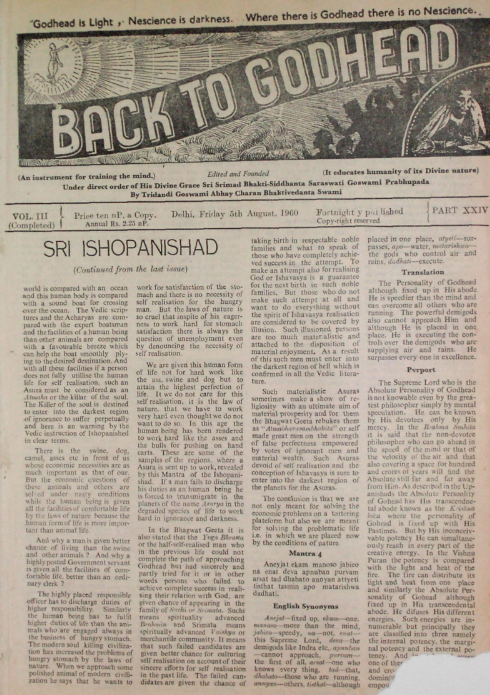 "Godhead is Light, Nescience is darkness. Where there is Godhead there is no Nescience.
BACK TO GODHEAD
(An instrument for training the mind.)
Edited and Founded
(It educates humanity of its Divine nature)
Under direct order of His Divine Grace Sri Srimad Bhakti-Siddhanta Saraswati Goswami Prabhupada
By Tridandi Goswami Abhay Charan Bhaktivedanta Swami
VOL. III
(Completed)
Price ten nP. a Copy.
Annual Rs. 2.25 nP.
Delhi, Friday 5th August, 1960
Fortnightly published
Copy-right reserved
PART XXIV
SRI ISHOPANISHAD
(Continued from the last issue)
world is compared with an ocean
and this human body is compared
with a sound boat for crossing
over the ocean. The Vedic scrip-
tures and the Acharyas are com-
pared with the expert boatman
and the facilities of a human being
than other animals are compared
with a favourable breeze which
can help the boat smoothly ply-
ing to the desired destination. And
with all these facilities if a person
does not fully utilise the human
life for self realisation, such an
Asura must be considered as an
or the killer of the soul.
The Killer of the soul is destined
to enter into the darkest region
of ignorance to suffer perpetually
and here is an warning by the
Vedic instruction of Ishopanishad
in clear terms.
There is the swine, dog,
camel, asses etc in front of us
whose economic necessities are as
much important as that of our.
But the economic questions of
these animals and others are
solved under nasty conditions
while the human being is given
all the facilities of comfortable life
by the laws of nature because the
human form of life is more impor-
tant than animal life.
And why a man is given better
chance of living than the swine
and other animals? And why a
highly posted Government servant
is given all the facilities of com-
fortable life, better than an ordi-
nary clerk?
The highly responsible
officer has to discharge duties of
higher responsibility. Similarly
the human being has to fulfil
higher duties of life than the ani-
mals who are engaged always in
the business of hungry stomach.
The modern soul killing civilisa-
tion has increased the problems of
hungry stomach by the laws of
nature. When we approach some
polished animal of modern civili-
zation he says that he wants to
work for satisfaction of the sto-
mach and there is no necessity of
self realisation for the hungry
man. But the laws of nature is
so cruel that inspite of his eager-
ness to work hard for stomach
satisfaction there is always the
question of unemployment even
by denouncing the necessity of
self realisation.
We are given this human form
of life not for hard work like
the ass, swine and dog but to
attain the highest perfection of
life. If we do not care for this
self realisation, it is the law of
nature, that we have to work
very hard even thought we do not
want to do so. In this age the
human being has been rendered
to work hard like the asses and
the bulls for pushing on hand
carts. These are some of the
samples of the regions, where a
Asura is sent up to work, revealed
by this Mantra of the Ishopani-
shad. If a man fails to discharge
his duties as an human being he
is forced to transmigrate in the
planets of the name Asurya in the
degraded species of life to work
hard in ignorance and darkness.
In the Bhagwat Geeta it is
also stated that the Yoga Bhrasta
or the half-self-realised man who
in the previous life could not
complete the path of approaching
Godhead but had sincerely and
partly tried for it or in other
words persons who failed to
achieve complete success in reali-
sing their relation with God, are
given chance of appearing in the
family of or Srimata. Suchi
means spiritually advanced
Brahmin and Srimata means
spiritually advanced or
merchantile community. It means
that such failed candidates are
given better chance for culturing
self realisation on account of their
sincere efforts for self realisation
in the past life. The failed can-
didates are given the chance of
taking birth in respectable noble
families and what to speak of
those who have completely achie-
ved success in the attempt. To
make an attempt also for realising
God or Ishavasya is a guarantee
for the next birth in such noble
families. But those who do not
make such attempt at all and
want to do everything without
the spirit of Ishavasya realisation
are considered to be covered by
illusion. Such illusioned persons
are too much materialistic and
attached to the disposition of
material enjoyment. As a result
of this such men must enter into
the darkest region of hell which is
confirmed in all the Vedic litera-
ture.
Such materialistic Asuras
sometimes make a show of re-
ligiosity with an ultimate aim of
material prosperity and for them
the Bhagwat Geeta rebukes them
as or self
made great men on the strength
of false perfections empowered
by votes of ignorant men and
material wealth. Such Asuras
devoid of self realisation and the
conception of Ishavasya is sure to
enter into the darkest region of
the planets for the Asuras.
The conclusion is that we are
not only meant for solving the
economic problems on a tottering
plateform but also we are meant
for solving the problematic life
i.e. in which we are placed now
by the conditions of nature.
Mantra 4
Aneyjat ekam manaso jabiyo
na enat deva apnuban purvam
arsat tad dhabato anyan atyeti
tisthat tasmin apo matariswa
dadhati.
English Synonyms
Anejat—fixed up, ekam—one,
manasa—more than the mind,
jabiya—speedy, na—not, enat—
this Supreme Lord, deva—the
demigods like Indra etc, apnuban
—cannot approach, purvam—
the first of all, arsat—one who
knows every thing, tad—that,
dhabata—those who are running,
anyan—others, tisthat—although
placed in one place, atyeti—sur-
passes, apo—water, matariswa—
the gods who control air and
rains, dadhati—execute.
Translation
The Personality of Godhead
although fixed up in His abode
He is speedier than the mind and
can overcome all others who are
running. The powerful demigods
also cannot approach Him and
although He is placed in one
place, He is executing the con-
trols over the demigods who are
supplying air and rains. He
surpasses every one in excellence.
Perport
The Supreme Lord who is the
Absolute Personality of Godhead
is not knowable even by the grea-
test philosopher simply by mental
speculation. He can be known
by His devotees only by His
mercy. In the
it is said that the non-devotee
philosopher who can go ahead in
the speed of the mind or that of
the velocity of the air and that
also covering a space for hundred
and crores of years will find the
Absolute still far and far away
from Him. As described in the Up-
anishads the Absolute Personality
of Godhead has His transcenden-
tal abode known as the
where the personality of
Godhead is fixed up with His
Pastimes. But by His inconcei-
vable potency He can simultane-
ously reach in every part of the
creative energy. In the Vishnu
Puran the potency is compared
with the light and heat of the
fire. The fire can distribute its
light and heat from one place
and similarly the Absolute Per-
sonality of Godhead although
fixed up in His transcendental
abode, He difuses His different
energies. Such energies are in-
numerable but principally they
are classified into three namely
the internal potency, the margi-
nal potency and the external po-
tency. And
one of the
and